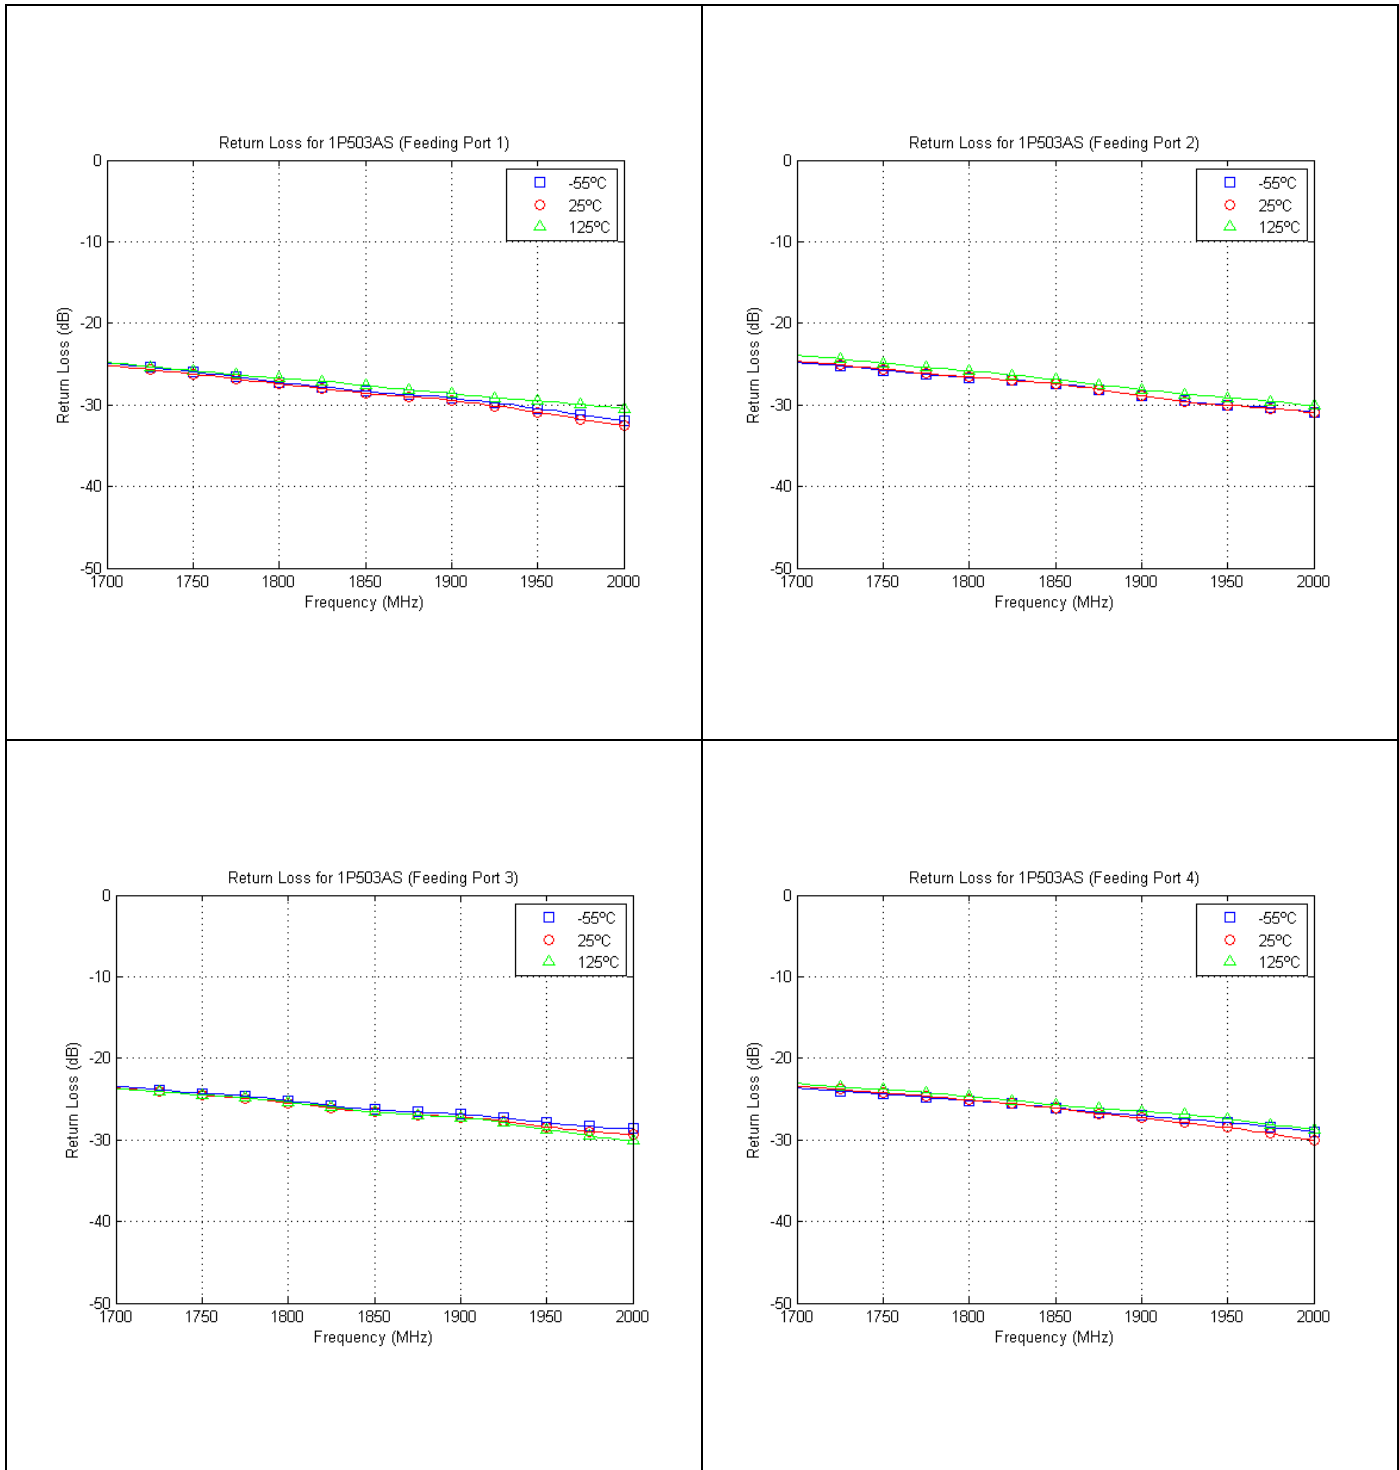 Return Loss for 1P503AS (Feeding Port 1)
0
-10
-20
-30
-40
-50
Return Loss (dB)
-55ºC
25ºC
125ºC
1700 1750 1800 1850 1900 1950 2000
Frequency (MHz)
Return Loss for 1P503AS (Feeding Port 2)
0
-10
-20
-30
-40
-50
Return Loss (dB)
-55ºC
25ºC
125ºC
1700 1750 1800 1850 1900 1950 2000
Frequency (MHz)
Return Loss for 1P503AS (Feeding Port 3)
0
-10
-20
-30
-40
-50
Return Loss (dB)
-55ºC
25ºC
125ºC
1700 1750 1800 1850 1900 1950 2000
Frequency (MHz)
Return Loss for 1P503AS (Feeding Port 4)
0
-10
-20
-30
-40
-50
Return Loss (dB)
-55ºC
25ºC
125ºC
1700 1750 1800 1850 1900 1950 2000
Frequency (MHz)